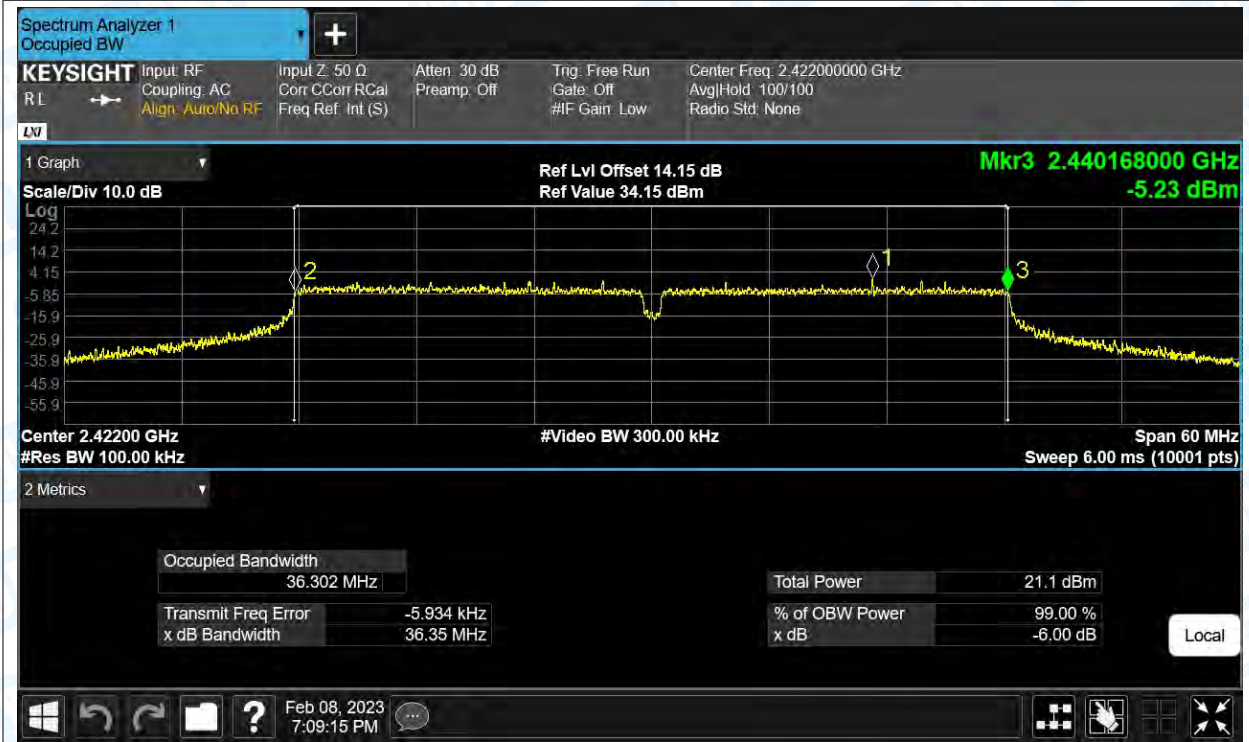 Spectrum Analyzer 1
Occupied BW
KEYSIGHT
R L
LXI
Input: RF
Coupling: AC
Align: Auto/No RF
Input Z: 50 Ω
Corr CCorr RCal
Freq Ref: Int (S)
Atten: 30 dB
Preamp: Off
Trig: Free Run
Gate: Off
#IF Gain: Low
Center Freq: 2.422000000 GHz
Avg|Hold: 100/100
Radio Std: None
1 Graph
Scale/Div 10.0 dB
Ref Lvl Offset 14.15 dB
Ref Value 34.15 dBm
Mkr3 2.440168000 GHz
-5.23 dBm
Log
24.2
14.2
4.15
-5.85
-15.9
-25.9
-35.9
-45.9
-55.9
2
1
3
Center 2.42200 GHz
#Res BW 100.00 kHz
#Video BW 300.00 kHz
Span 60 MHz
Sweep 6.00 ms (10001 pts)
2 Metrics
Occupied Bandwidth
36.302 MHz
Transmit Freq Error -5.934 kHz
x dB Bandwidth 36.35 MHz
Total Power 21.1 dBm
% of OBW Power 99.00 %
x dB -6.00 dB
Local
?
Feb 08, 2023
7:09:15 PM